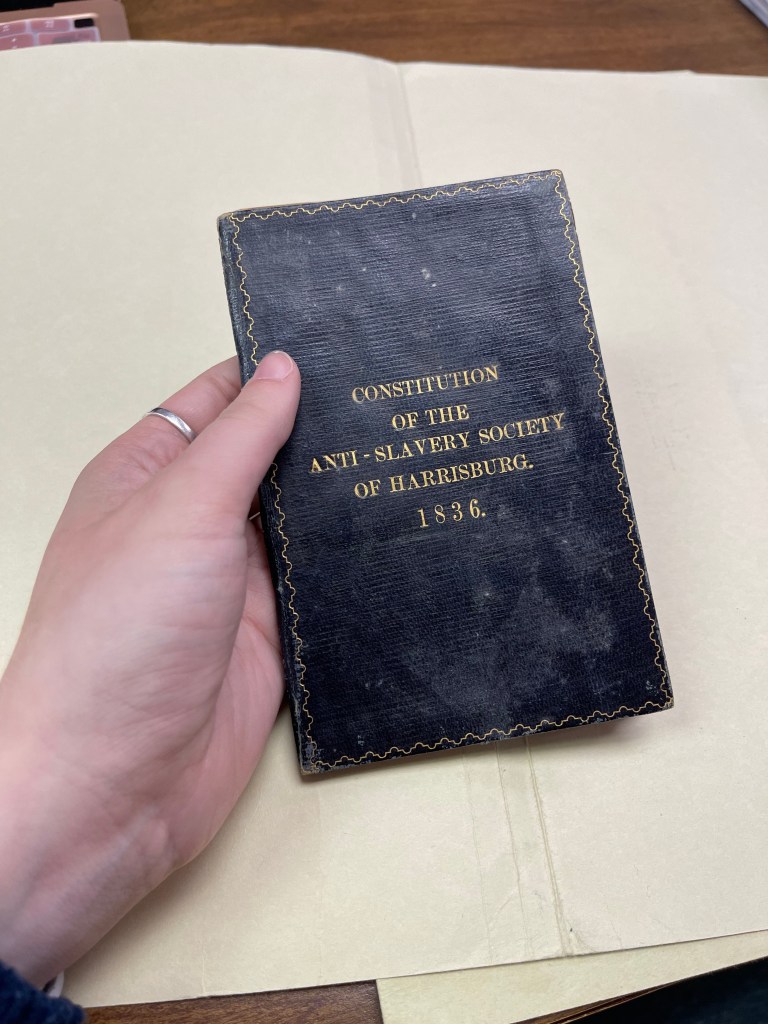 CONSTITUTION
OF THE
ANTI-SLAVERY SOCIETY
OF HARRISBURG.
1836.